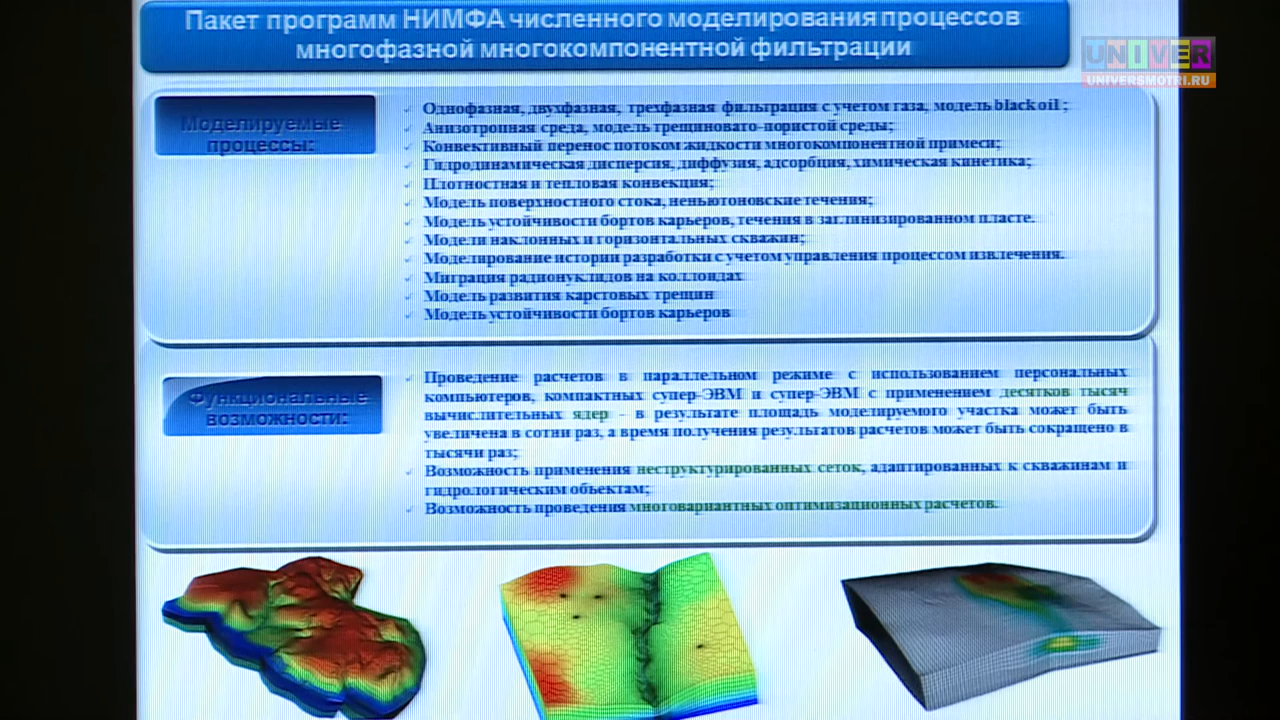 Пакет программ НИМФА численного моделирования процессов
многофазной многокомпонентной фильтрации
UNIVER
UNIVERSMOTRI.RU
Моделируемые
процессы:
Однофазная, двухфазная, трехфазная фильтрация с учетом газа, модель black oil ;
Анизотропная среда, модель трещиновато-пористой среды;
Конвективный перенос потоком жидкости многокомпонентной примеси;
Гидродинамическая дисперсия, диффузия, адсорбция, химическая кинетика;
Плотностная и тепловая конвекция;
Модель поверхностного стока, неньютоновские течения;
Модель устойчивости бортов карьеров, течения в заглинизированном пласте.
Модели наклонных и горизонтальных скважин;
Моделирование истории разработки с учетом управления процессом извлечения.
Миграция радионуклидов на коллоидах
Модель развития карстовых трещин
Модель устойчивости бортов карьеров
Функциональные
возможности:
Проведение расчетов в параллельном режиме с использованием персональных
компьютеров, компактных супер-ЭВМ и супер-ЭВМ с применением десятков тысяч
вычислительных ядер – в результате площадь моделируемого участка может быть
увеличена в сотни раз, а время получения результатов расчетов может быть сокращено в
тысячи раз;
Возможность применения неструктурированных сеток, адаптированных к скважинам и
гидрологическим объектам;
Возможность проведения многовариантных оптимизационных расчетов.